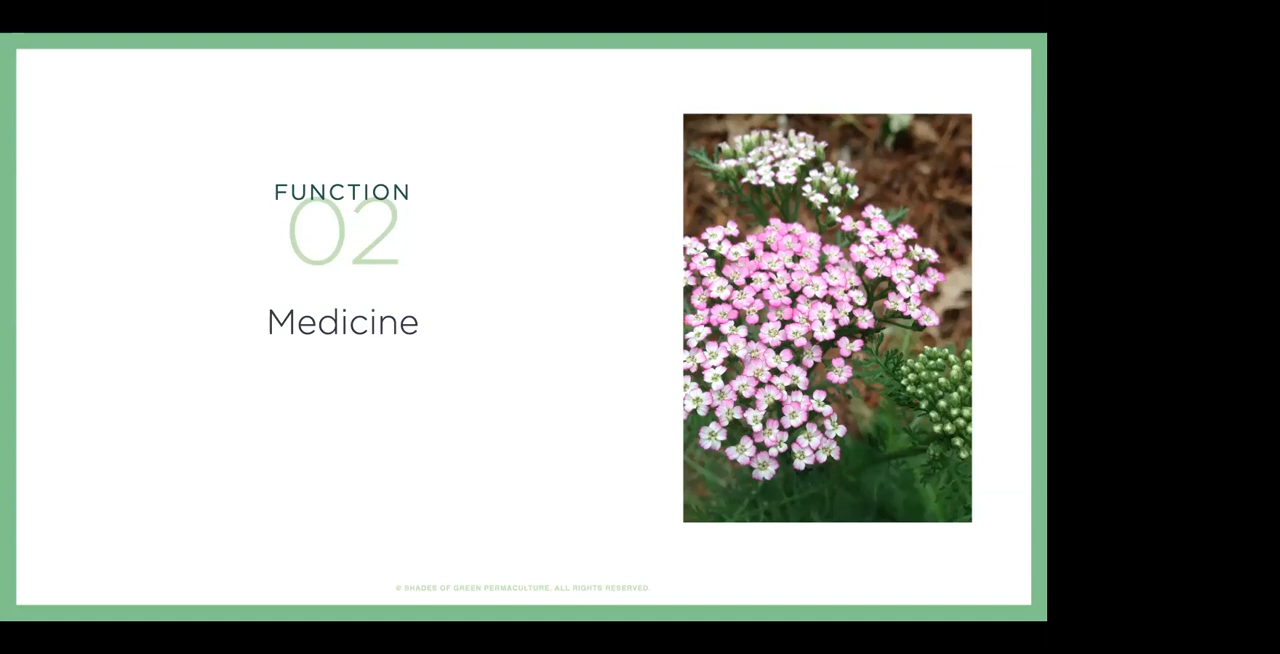 FUNCTION
02
Medicine
© SHADES OF GREEN PERMACULTURE. ALL RIGHTS RESERVED.